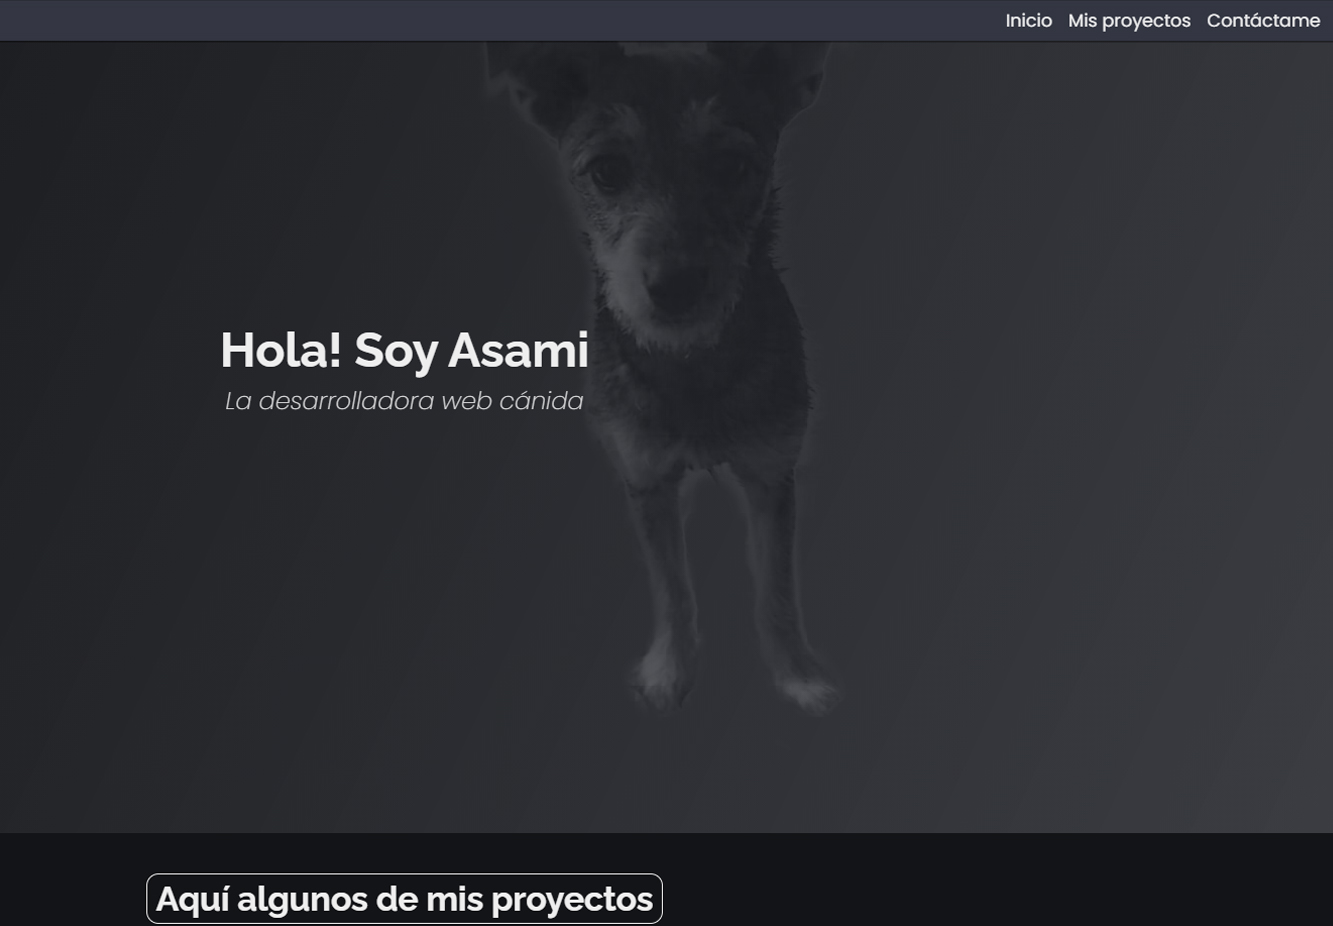 Inicio Mis proyectos Contáctame
Hola! Soy Asami
La desarrolladora web cánida
Aquí algunos de mis proyectos